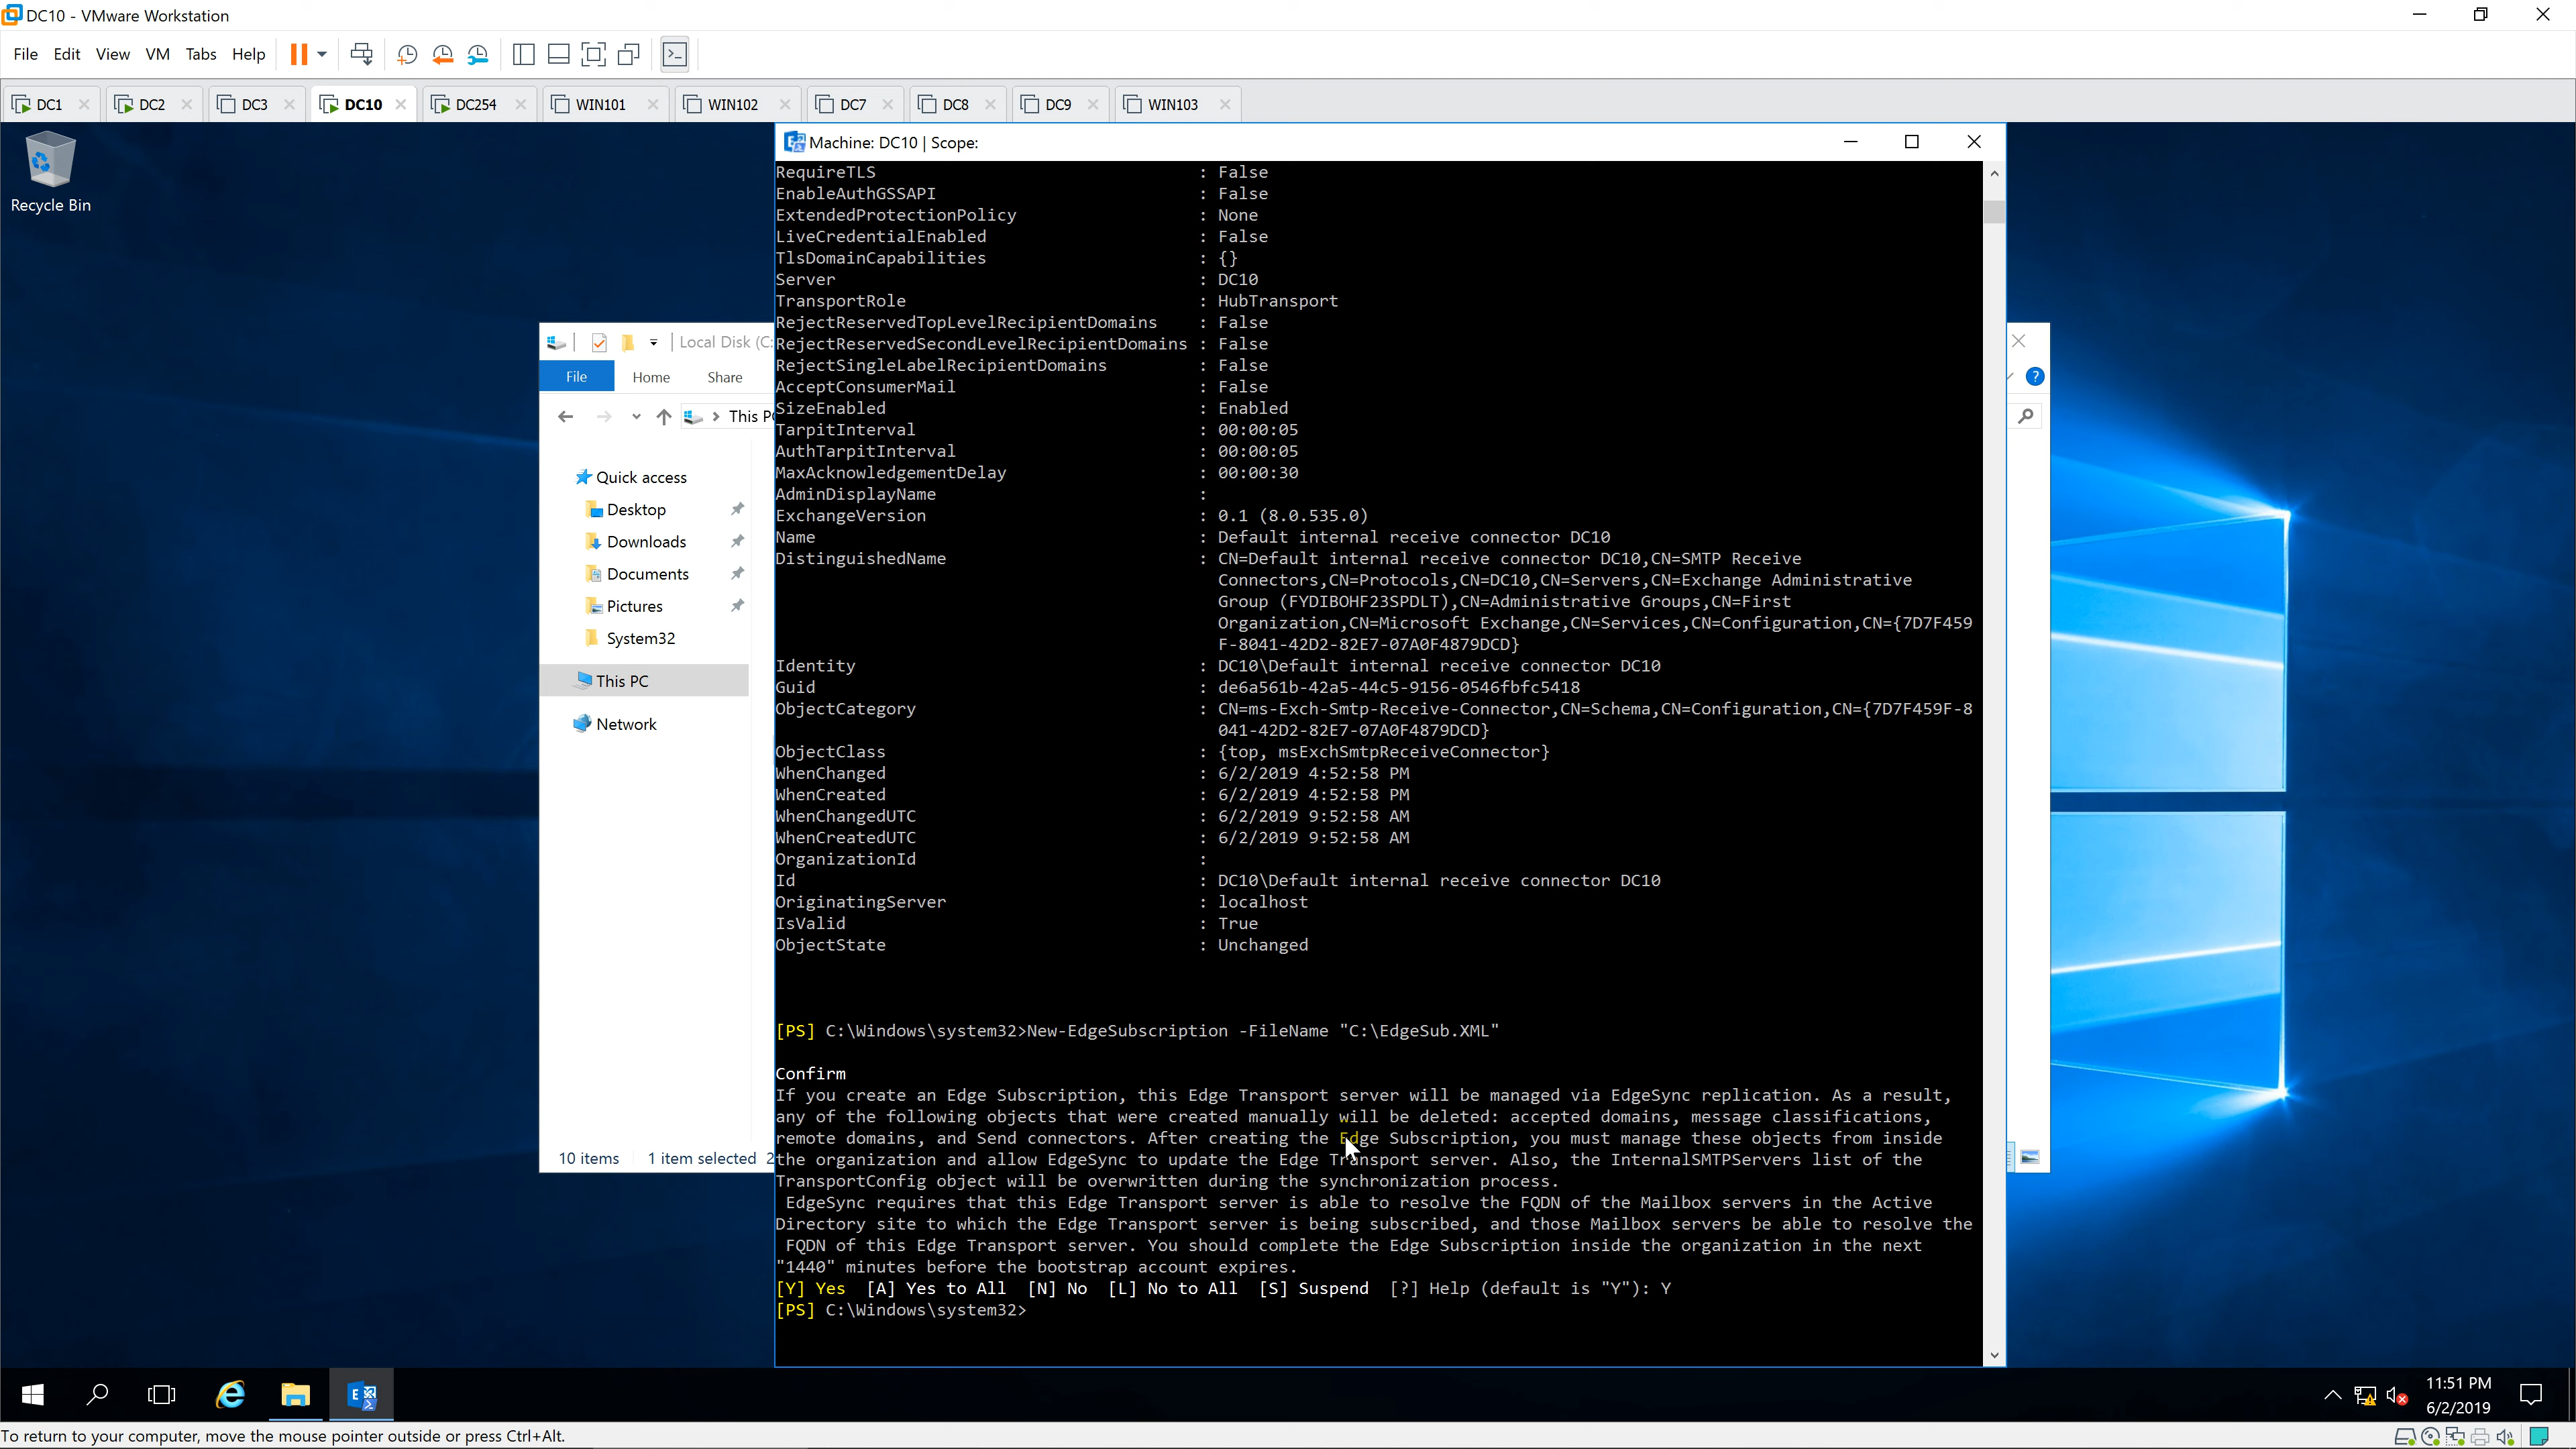 DC10 - VMware Workstation
File Edit View VM Tabs Help
DC1 DC2 DC3 DC10 DC254 WIN101 WIN102 DC7 DC8 DC9 WIN103
Recycle Bin
Machine: DC10 | Scope:
RequireTLS : False
EnableAuthGSSAPI : False
ExtendedProtectionPolicy : None
LiveCredentialEnabled : False
TlsDomainCapabilities : {}
Server : DC10
TransportRole : HubTransport
RejectReservedTopLevelRecipientDomains : False
RejectReservedSecondLevelRecipientDomains : False
RejectSingleLabelRecipientDomains : False
AcceptConsumerMail : False
SizeEnabled : Enabled
TarpitInterval : 00:00:05
AuthTarpitInterval : 00:00:05
MaxAcknowledgementDelay : 00:00:30
AdminDisplayName :
ExchangeVersion : 0.1 (8.0.535.0)
Name : Default internal receive connector DC10
DistinguishedName : CN=Default internal receive connector DC10,CN=SMTP Receive
Connectors,CN=Protocols,CN=DC10,CN=Servers,CN=Exchange Administrative
Group (FYDIBOHF23SPDLT),CN=Administrative Groups,CN=First
Organization,CN=Microsoft Exchange,CN=Services,CN=Configuration,CN={7D7F459
F-8041-42D2-82E7-07A0F4879DCD}
Identity : DC10\Default internal receive connector DC10
Guid : de6a561b-42a5-44c5-9156-0546fbfc5418
ObjectCategory : CN=ms-Exch-Smtp-Receive-Connector,CN=Schema,CN=Configuration,CN={7D7F459F-8
041-42D2-82E7-07A0F4879DCD}
ObjectClass : {top, msExchSmtpReceiveConnector}
WhenChanged : 6/2/2019 4:52:58 PM
WhenCreated : 6/2/2019 4:52:58 PM
WhenChangedUTC : 6/2/2019 9:52:58 AM
WhenCreatedUTC : 6/2/2019 9:52:58 AM
OrganizationId :
Id : DC10\Default internal receive connector DC10
OriginatingServer : localhost
IsValid : True
ObjectState : Unchanged
[PS] C:\Windows\system32>New-EdgeSubscription -FileName "C:\EdgeSub.XML"
Confirm
If you create an Edge Subscription, this Edge Transport server will be managed via EdgeSync replication. As a result,
any of the following objects that were created manually will be deleted: accepted domains, message classifications,
remote domains, and Send connectors. After creating the Edge Subscription, you must manage these objects from inside
the organization and allow EdgeSync to update the Edge Transport server. Also, the InternalSMTPServers list of the
TransportConfig object will be overwritten during the synchronization process.
EdgeSync requires that this Edge Transport server is able to resolve the FQDN of the Mailbox servers in the Active
Directory site to which the Edge Transport server is being subscribed, and those Mailbox servers be able to resolve the
FQDN of this Edge Transport server. You should complete the Edge Subscription inside the organization in the next
"1440" minutes before the bootstrap account expires.
[Y] Yes [A] Yes to All [N] No [L] No to All [S] Suspend [?] Help (default is "Y"): Y
[PS] C:\Windows\system32>
Local Disk (C:
File Home Share
This PC
Quick access
Desktop
Downloads
Documents
Pictures
System32
This PC
Network
10 items 1 item selected 2
11:51 PM
6/2/2019
To return to your computer, move the mouse pointer outside or press Ctrl+Alt.